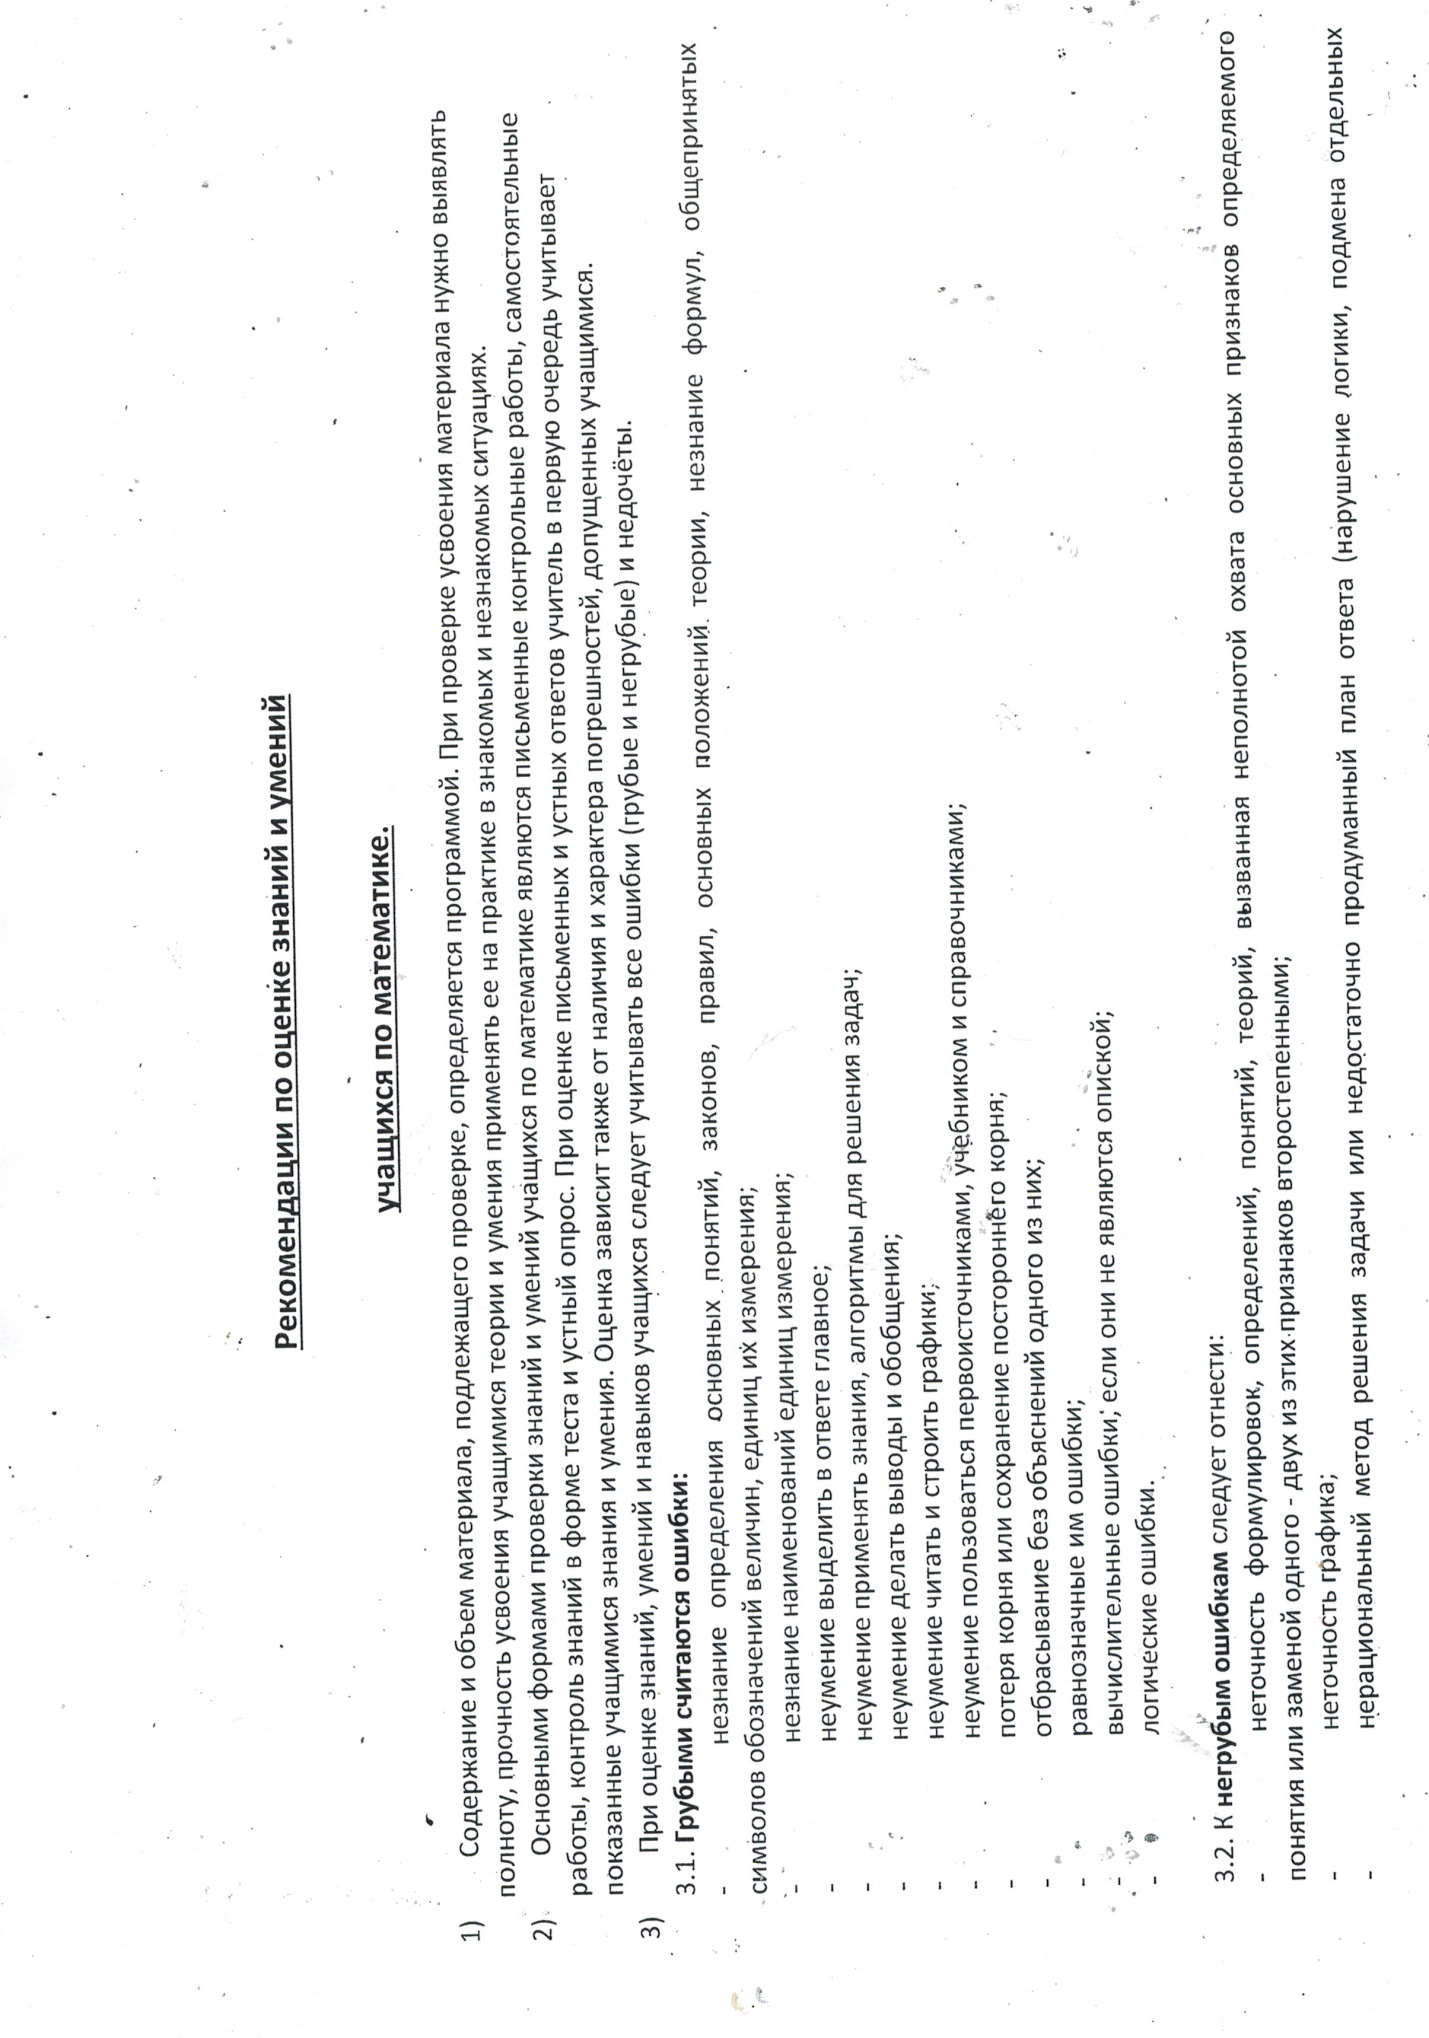 Рекомендации по оценке знаний и умений
учащихся по математике.
1) Содержание и объем материала, подлежащего проверке, определяется программой. При проверке усвоения материала нужно выявлять
полноту, прочность усвоения учащимися теории и умения применять ее на практике в знакомых и незнакомых ситуациях.
2) Основными формами проверки знаний и умений учащихся по математике являются письменные контрольные работы, самостоятельные
работы, контроль знаний в форме теста и устный опрос. При оценке письменных и устных ответов учитель в первую очередь учитывает
показанные учащимися знания и умения. Оценка зависит также от наличия и характера погрешностей, допущенных учащимися.
3) При оценке знаний, умений и навыков учащихся следует учитывать все ошибки (грубые и негрубые) и недочёты.
3.1. Грубыми считаются ошибки:
- незнание определения основных понятий, законов, правил, основных положений теории, незнание формул, общепринятых
символов обозначений величин, единиц их измерения;
- незнание наименований единиц измерения;
- неумение выделить в ответе главное;
- неумение применять знания, алгоритмы для решения задач;
- неумение делать выводы и обобщения;
- неумение читать и строить графики;
- неумение пользоваться первоисточниками, учебником и справочниками;
- потеря корня или сохранение постороннего корня;
- отбрасывание без объяснений одного из них;
- равнозначные им ошибки;
- вычислительные ошибки, если они не являются опиской;
- логические ошибки.
3.2. К негрубым ошибкам следует отнести:
- неточность формулировок, определений, понятий, теорий, вызванная неполнотой охвата основных признаков определяемого
понятия или заменой одного - двух из этих признаков второстепенными;
- неточность графика;
- нерациональный метод решения задачи или недостаточно продуманный план ответа (нарушение логики, подмена отдельных